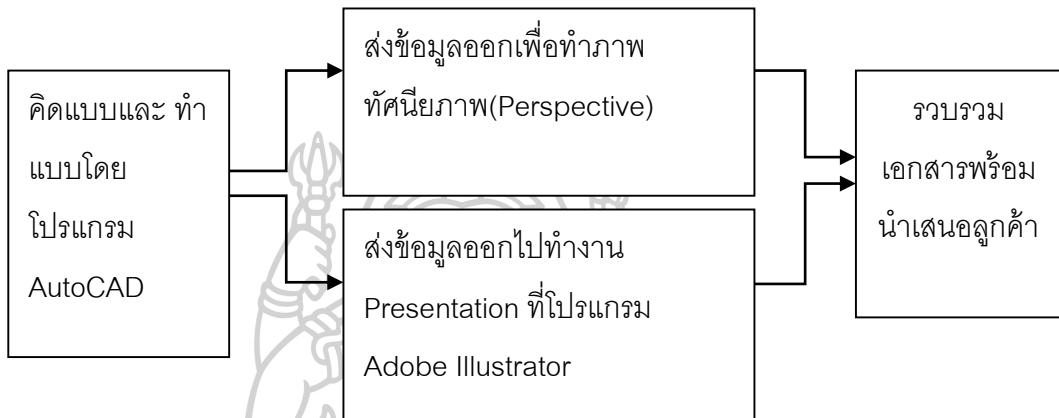 คิดแบบและ ทำ
แบบโดย
โปรแกรม
AutoCAD
ส่งข้อมูลออกเพื่อทำภาพ
ทัศนียภาพ(Perspective)
ส่งข้อมูลออกไปทำงาน
Presentation ที่โปรแกรม
Adobe Illustrator
รวบรวม
เอกสารพร้อม
นำเสนอลูกค้า